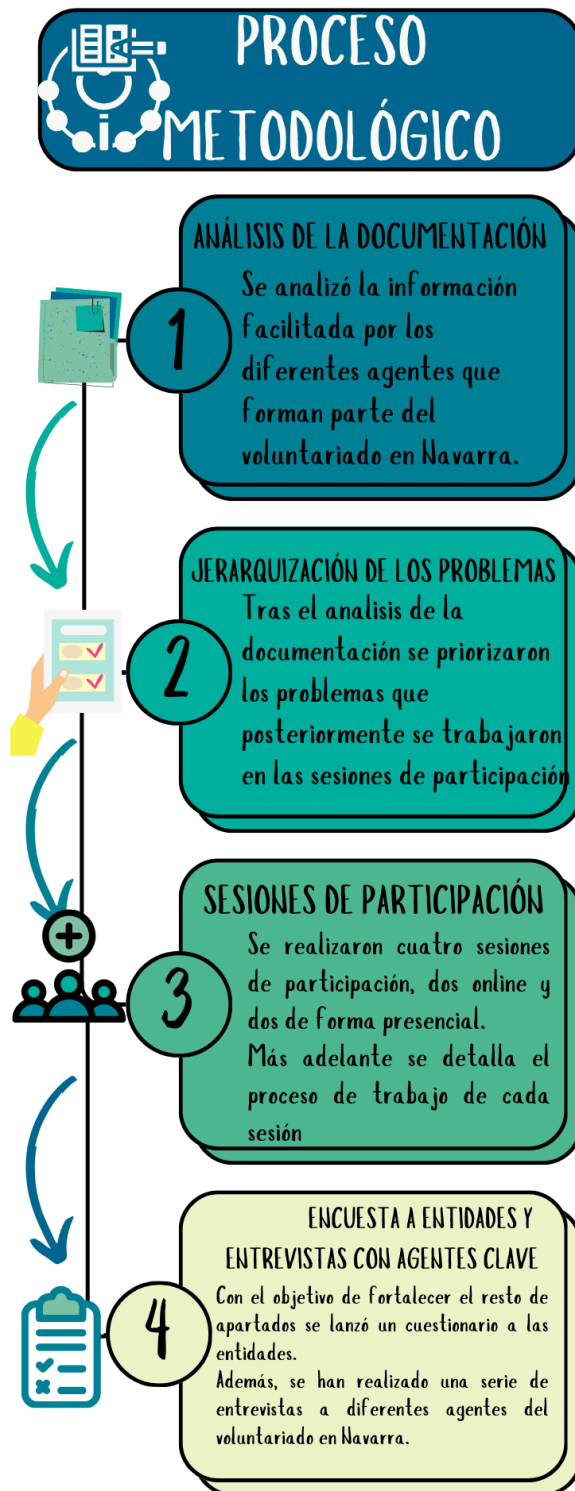 PROCESO
METODOLÓGICO
ANÁLISIS DE LA DOCUMENTACIÓN
1
Se analizó la información
facilitada por los
diferentes agentes que
forman parte del
voluntariado en Navarra.
JERARQUIZACIÓN DE LOS PROBLEMAS
2
Tras el analisis de la
documentación se priorizaron
los problemas que
posteriormente se trabajaron
en las sesiones de participación
SESIONES DE PARTICIPACIÓN
3
Se realizaron cuatro sesiones
de participación, dos online y
dos de forma presencial.
Más adelante se detalla el
proceso de trabajo de cada
sesión
ENCUESTA A ENTIDADES Y
ENTREVISTAS CON AGENTES CLAVE
4
Con el objetivo de fortalecer el resto de
apartados se lanzó un cuestionario a las
entidades.
Además, se han realizado una serie de
entrevistas a diferentes agentes del
voluntariado en Navarra.